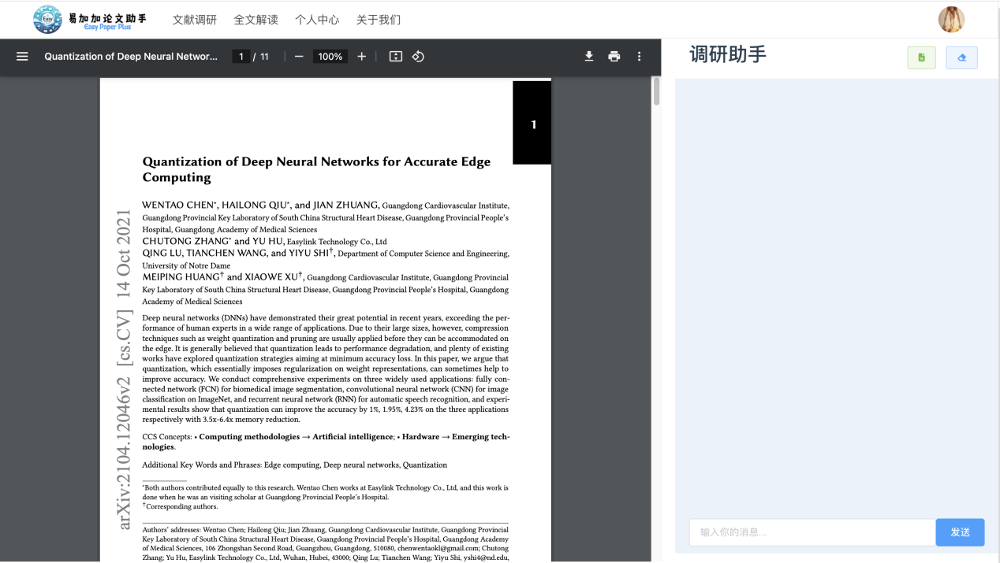 Easy
易加加论文助手
Easy Paper Plus
文献调研 全文解读 个人中心 关于我们
Quantization of Deep Neural Networ... 1 / 11 100%
调研助手
1
Quantization of Deep Neural Networks for Accurate Edge
Computing
WENTAO CHEN*, HAILONG QIU*, and JIAN ZHUANG, Guangdong Cardiovascular Institute,
Guangdong Provincial Key Laboratory of South China Structural Heart Disease, Guangdong Provincial People's
Hospital, Guangdong Academy of Medical Sciences
CHUTONG ZHANG* and YU HU, Easylink Technology Co., Ltd
QING LU, TIANCHEN WANG, and YIYU SHI†, Department of Computer Science and Engineering,
University of Notre Dame
MEIPING HUANG† and XIAOWE XU†, Guangdong Cardiovascular Institute, Guangdong Provincial
Key Laboratory of South China Structural Heart Disease, Guangdong Provincial People's Hospital, Guangdong
Academy of Medical Sciences
Deep neural networks (DNNs) have demonstrated their great potential in recent years, exceeding the per-
formance of human experts in a wide range of applications. Due to their large sizes, however, compression
techniques such as weight quantization and pruning are usually applied before they can be accommodated on
the edge. It is generally believed that quantization leads to performance degradation, and plenty of existing
works have explored quantization strategies aiming at minimum accuracy loss. In this paper, we argue that
quantization, which essentially imposes regularization on weight representations, can sometimes help to
improve accuracy. We conduct comprehensive experiments on three widely used applications: fully con-
nected network (FCN) for biomedical image segmentation, convolutional neural network (CNN) for image
classification on ImageNet, and recurrent neural network (RNN) for automatic speech recognition, and experi-
mental results show that quantization can improve the accuracy by 1%, 1.95%, 4.23% on the three applications
respectively with 3.5x-6.4x memory reduction.
CCS Concepts: • Computing methodologies → Artificial intelligence; • Hardware → Emerging tech-
nologies.
Additional Key Words and Phrases: Edge computing, Deep neural networks, Quantization
*Both authors contributed equally to this research. Wentao Chen works at Easylink Technology Co., Ltd, and this work is
done when he was an visiting scholar at Guangdong Provincial People's Hospital.
†Corresponding authors.
Authors' addresses: Wentao Chen; Hailong Qiu; Jian Zhuang, Guangdong Cardiovascular Institute, Guangdong Provincial
Key Laboratory of South China Structural Heart Disease, Guangdong Provincial People's Hospital, Guangdong Academy
of Medical Sciences, 106 Zhongshan Second Road, Guangzhou, Guangdong, 510080, chenwentaokl@gmail.com; Chutong
Zhang; Yu Hu, Easylink Technology Co., Ltd, Wuhan, Hubei, 43000; Qing Lu; Tianchen Wang; Yiyu Shi, yshi4@nd.edu,
arXiv:2104.12046v2 [cs.CV] 14 Oct 2021
输入你的消息...
发送